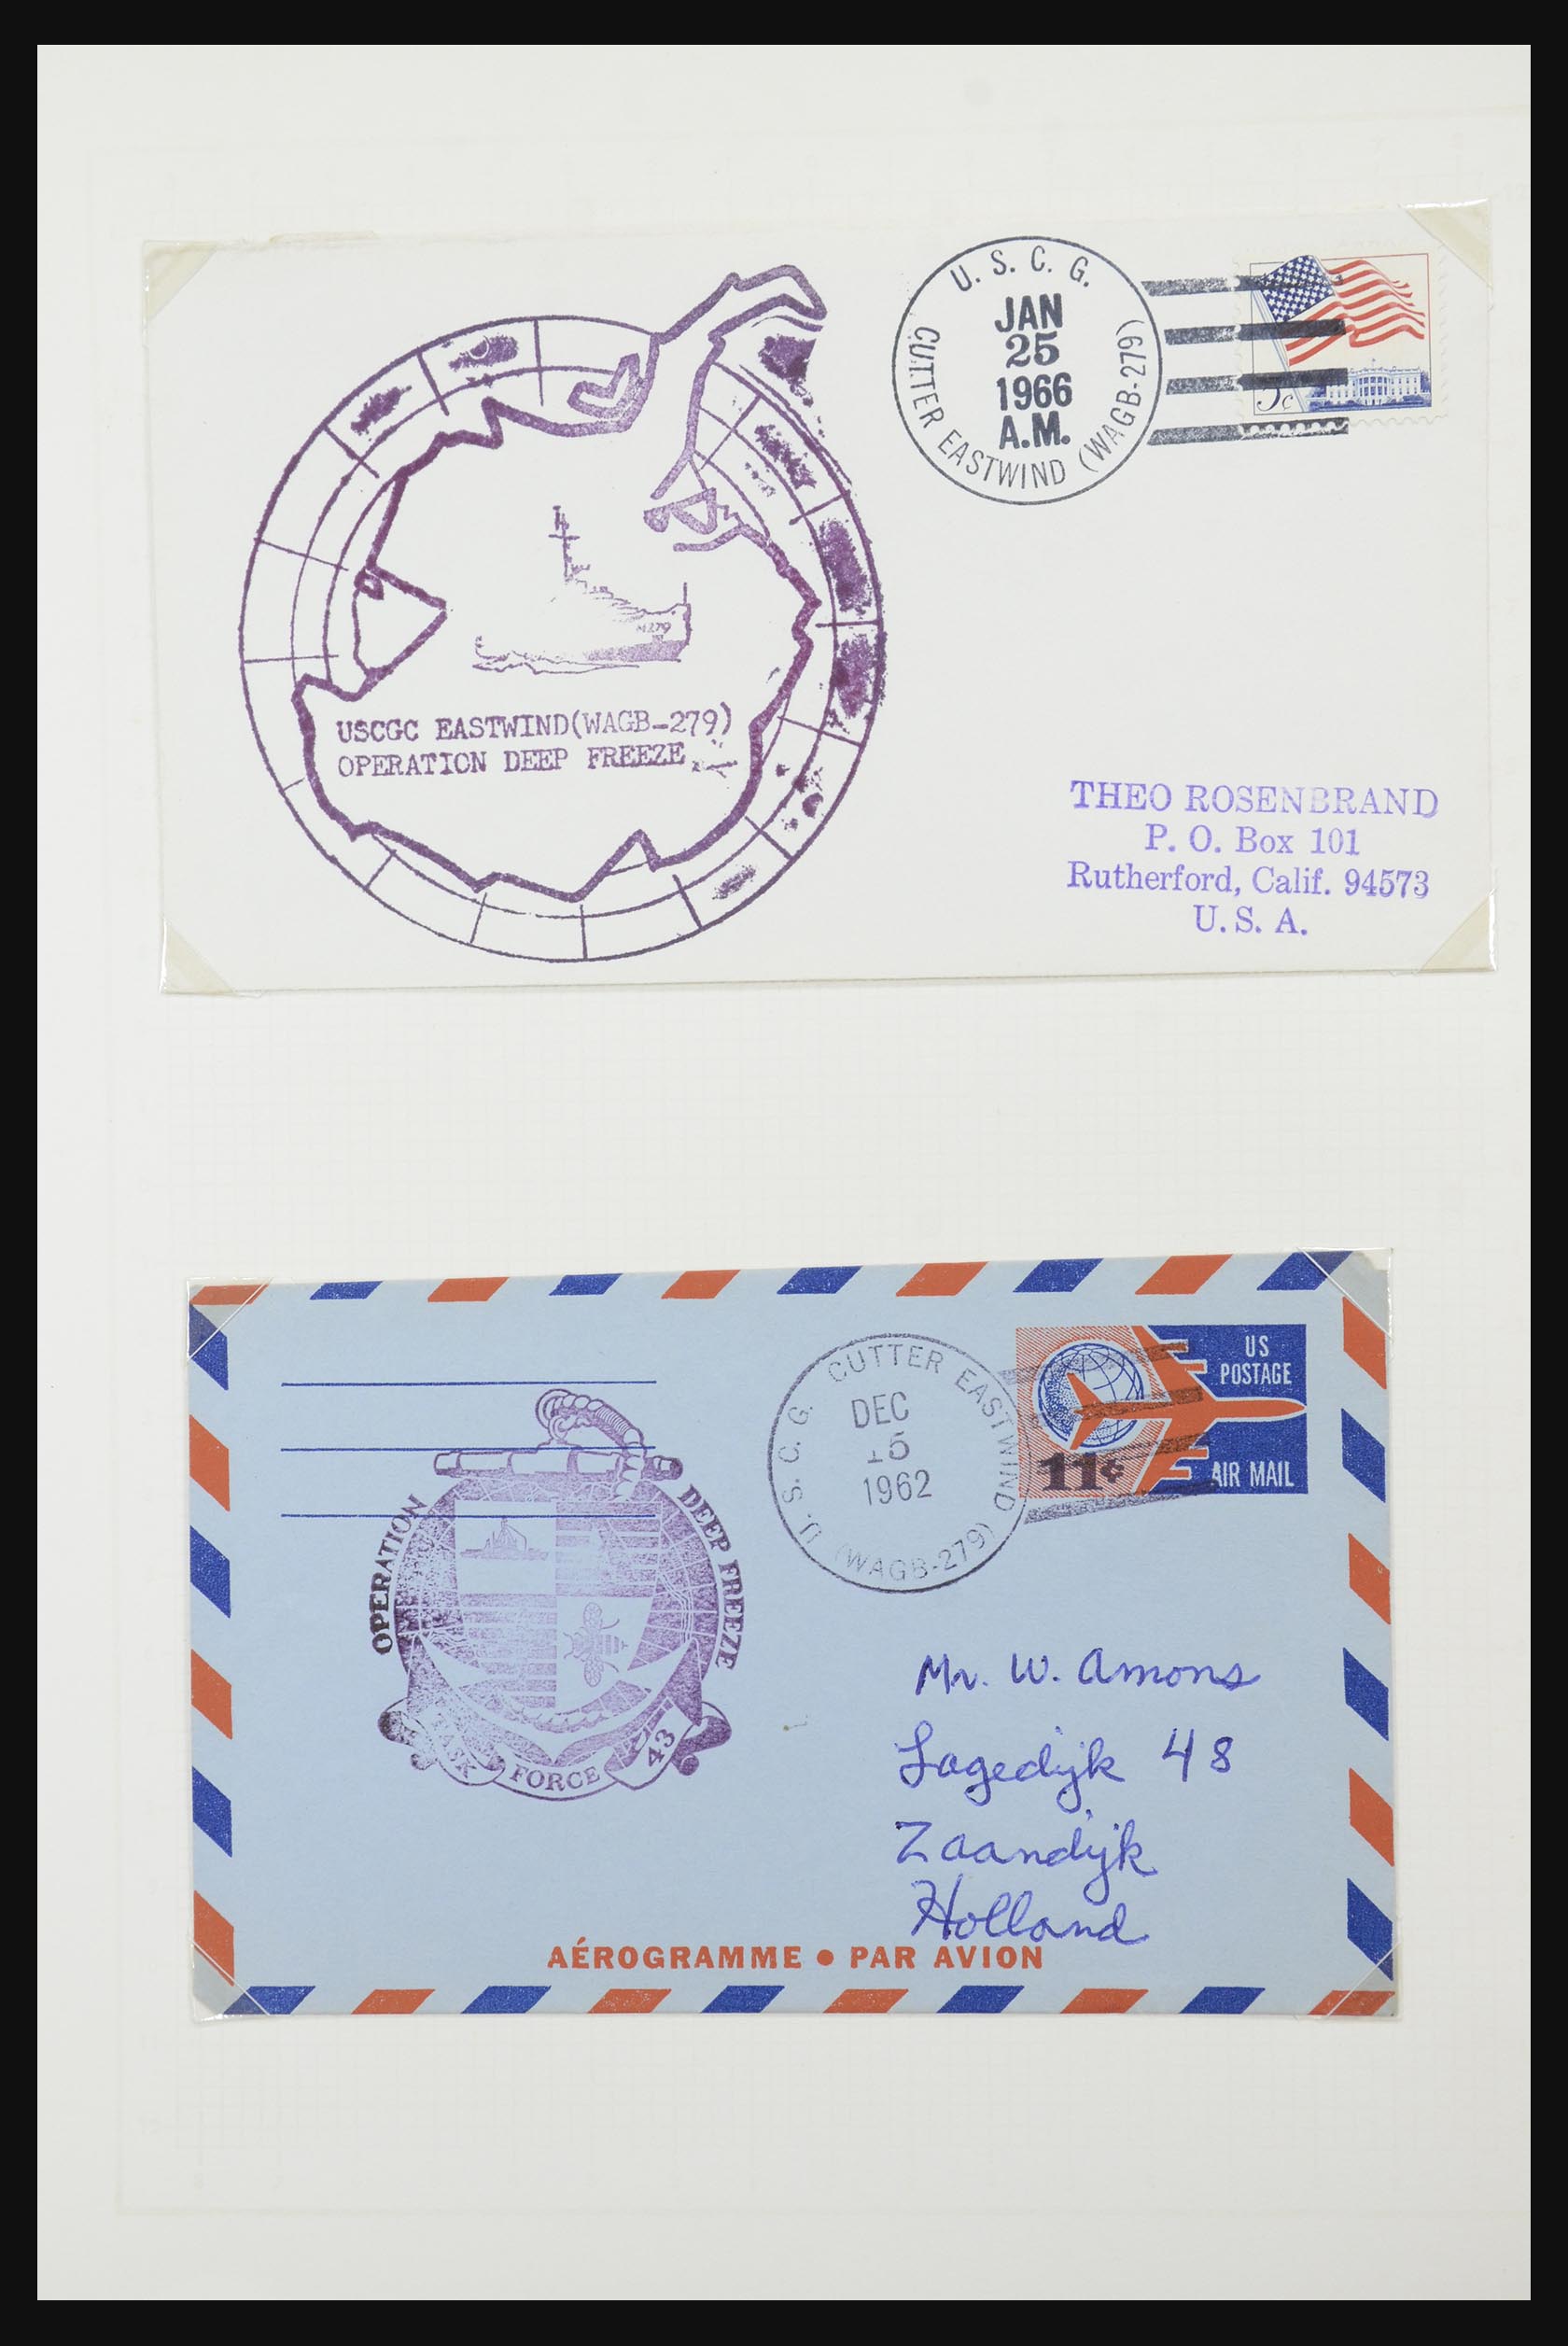 U. S. C. G.
CUTTER EASTWIND (WAGB-279)
JAN
25
1966
A.M.
5c
279
USCGC EASTWIND(WAGB-279)
OPERATION DEEP FREEZE
THEO ROSENBRAND
P. O. Box 101
Rutherford, Calif. 94573
U. S. A.
U. S. C. G. CUTTER EASTWIND (WAGB-279)
DEC
15
1962
US
POSTAGE
11¢
AIR MAIL
OPERATION DEEP FREEZE
TASK FORCE 43
Mr. W. Amons
Lagedijk 48
Zaandijk
Holland
AÉROGRAMME • PAR AVION